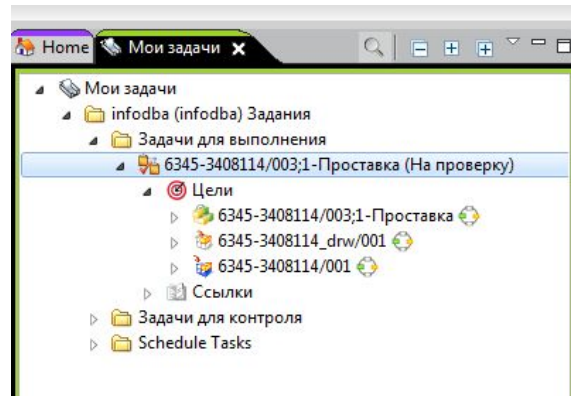 Home Мои задачи
Мои задачи
infodba (infodba) Задания
Задачи для выполнения
6345-3408114/003;1-Проставка (На проверку)
Цели
6345-3408114/003;1-Проставка
6345-3408114_drw/001
6345-3408114/001
Ссылки
Задачи для контроля
Schedule Tasks